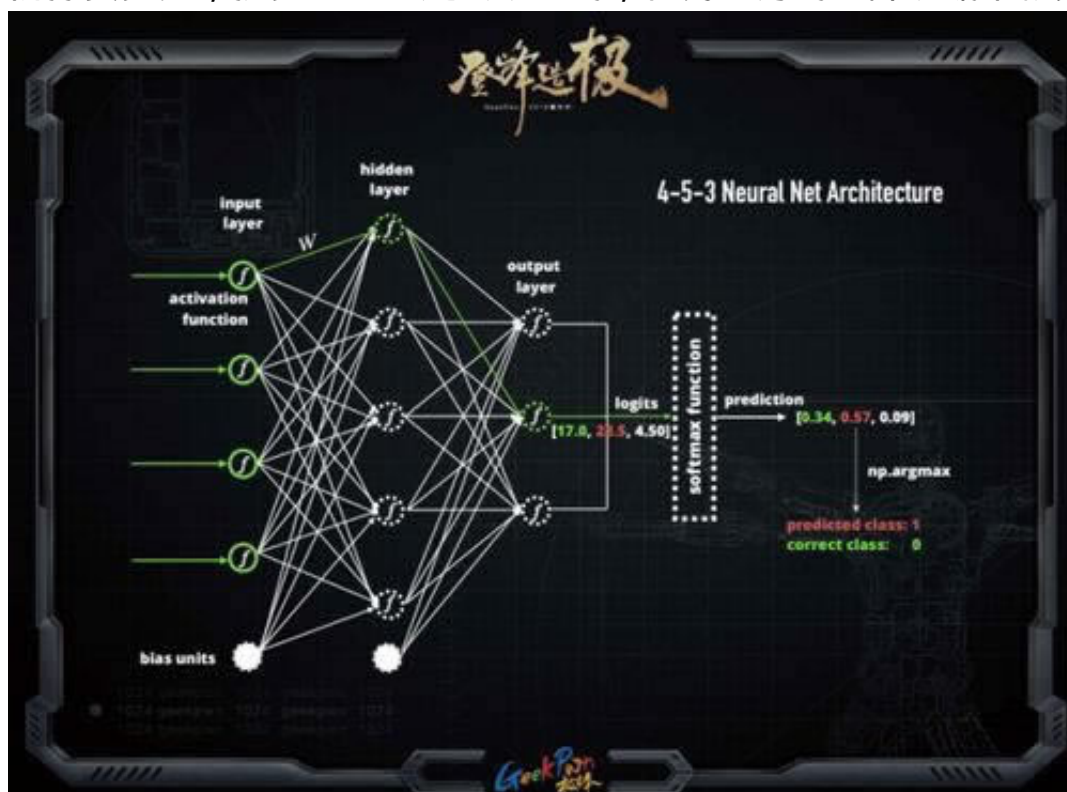 登峰造极
hidden
layer
4-5-3 Neural Net Architecture
input
layer
W
output
layer
activation
function
softmax function
logits
prediction
[17.0, 28.5, 4.50]
[0.34, 0.57, 0.09]
np.argmax
predicted class: 1
correct class: 0
bias units
GeekPwn